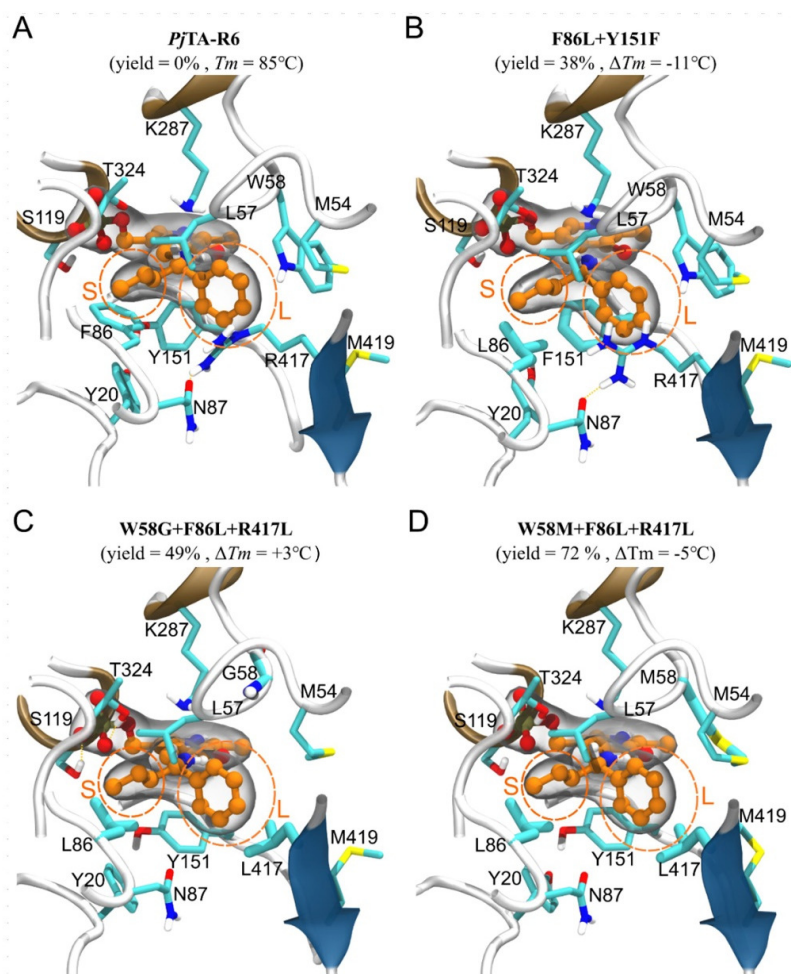 A
PjTA-R6
(yield = 0% , Tm = 85℃)
K287
T324
W58
M54
S119
L57
S
L
F86
Y151
R417
M419
Y20
N87
B
F86L+Y151F
(yield = 38% , ΔTm = -11℃)
K287
T324
W58
M54
S119
L57
S
L
L86
F151
R417
M419
Y20
N87
C
W58G+F86L+R417L
(yield = 49% , ΔTm = +3℃)
K287
T324
G58
M54
S119
L57
S
L
L86
Y151
L417
M419
Y20
N87
D
W58M+F86L+R417L
(yield = 72 % , ΔTm = -5℃)
K287
T324
M58
M54
S119
L57
S
L
L86
Y151
L417
M419
Y20
N87